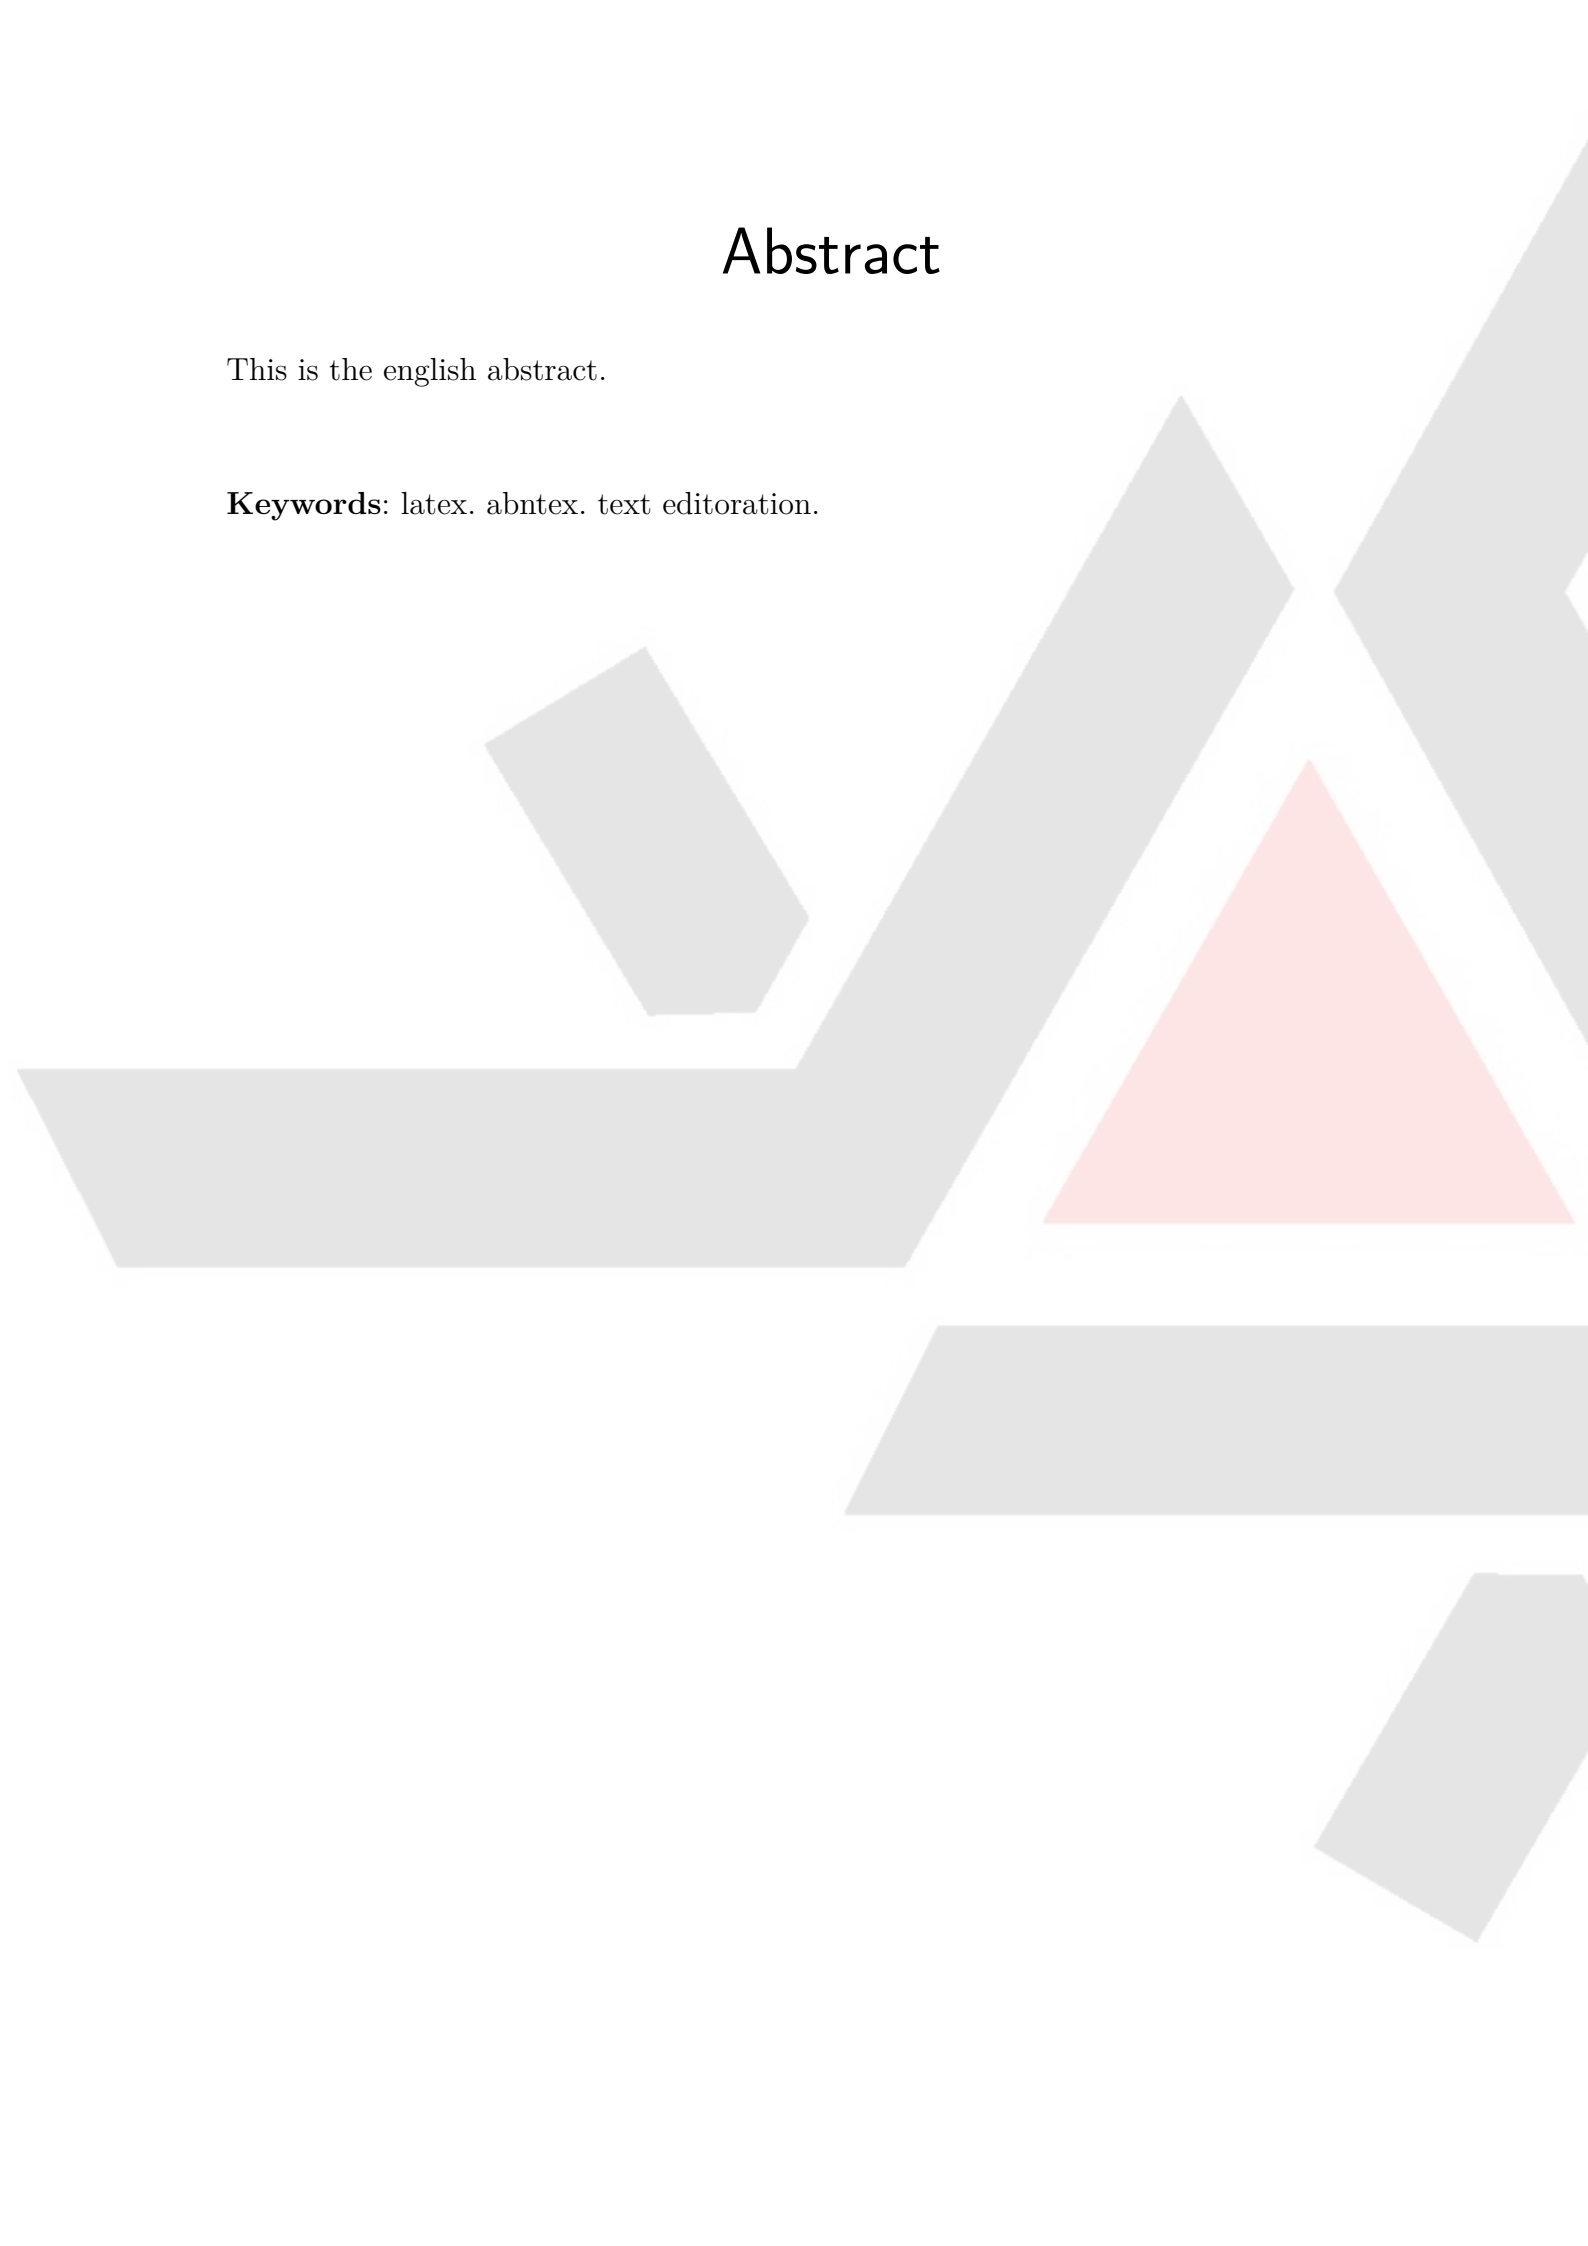 Abstract
This is the english abstract.
Keywords: latex. abntex. text editoration.